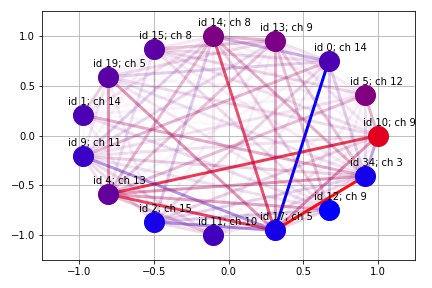 id 14; ch 8
id 13; ch 9
id 15; ch 8
id 0; ch 14
id 19; ch 5
id 5; ch 12
id 1; ch 14
id 10; ch 9
id 9; ch 11
id 34; ch 3
id 4; ch 13
id 12; ch 9
id 2; ch 15
id 17; ch 5
id 11; ch 10
1.0
0.5
0.0
−0.5
−1.0
−1.0 −0.5 0.0 0.5 1.0